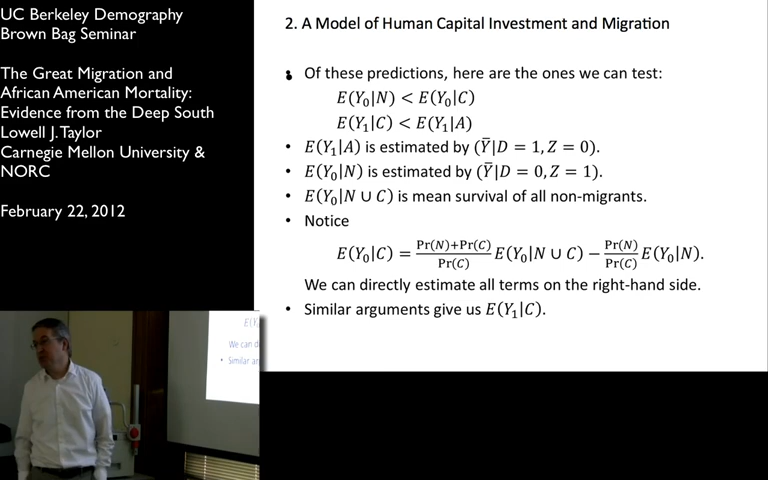 UC Berkeley Demography
Brown Bag Seminar
The Great Migration and
African American Mortality:
Evidence from the Deep South
Lowell J. Taylor
Carnegie Mellon University &
NORC
February 22, 2012
2. A Model of Human Capital Investment and Migration
• Of these predictions, here are the ones we can test:
E(Y₀|N) < E(Y₀|C)
E(Y₁|C) < E(Y₁|A)
• E(Y₁|A) is estimated by (Ȳ|D = 1, Z = 0).
• E(Y₀|N) is estimated by (Ȳ|D = 0, Z = 1).
• E(Y₀|N ∪ C) is mean survival of all non-migrants.
• Notice
E(Y₀|C) = Pr(N)+Pr(C)/Pr(C) E(Y₀|N ∪ C) − Pr(N)/Pr(C) E(Y₀|N).
We can directly estimate all terms on the right-hand side.
• Similar arguments give us E(Y₁|C).
E(Y
We can d
• Similar ar